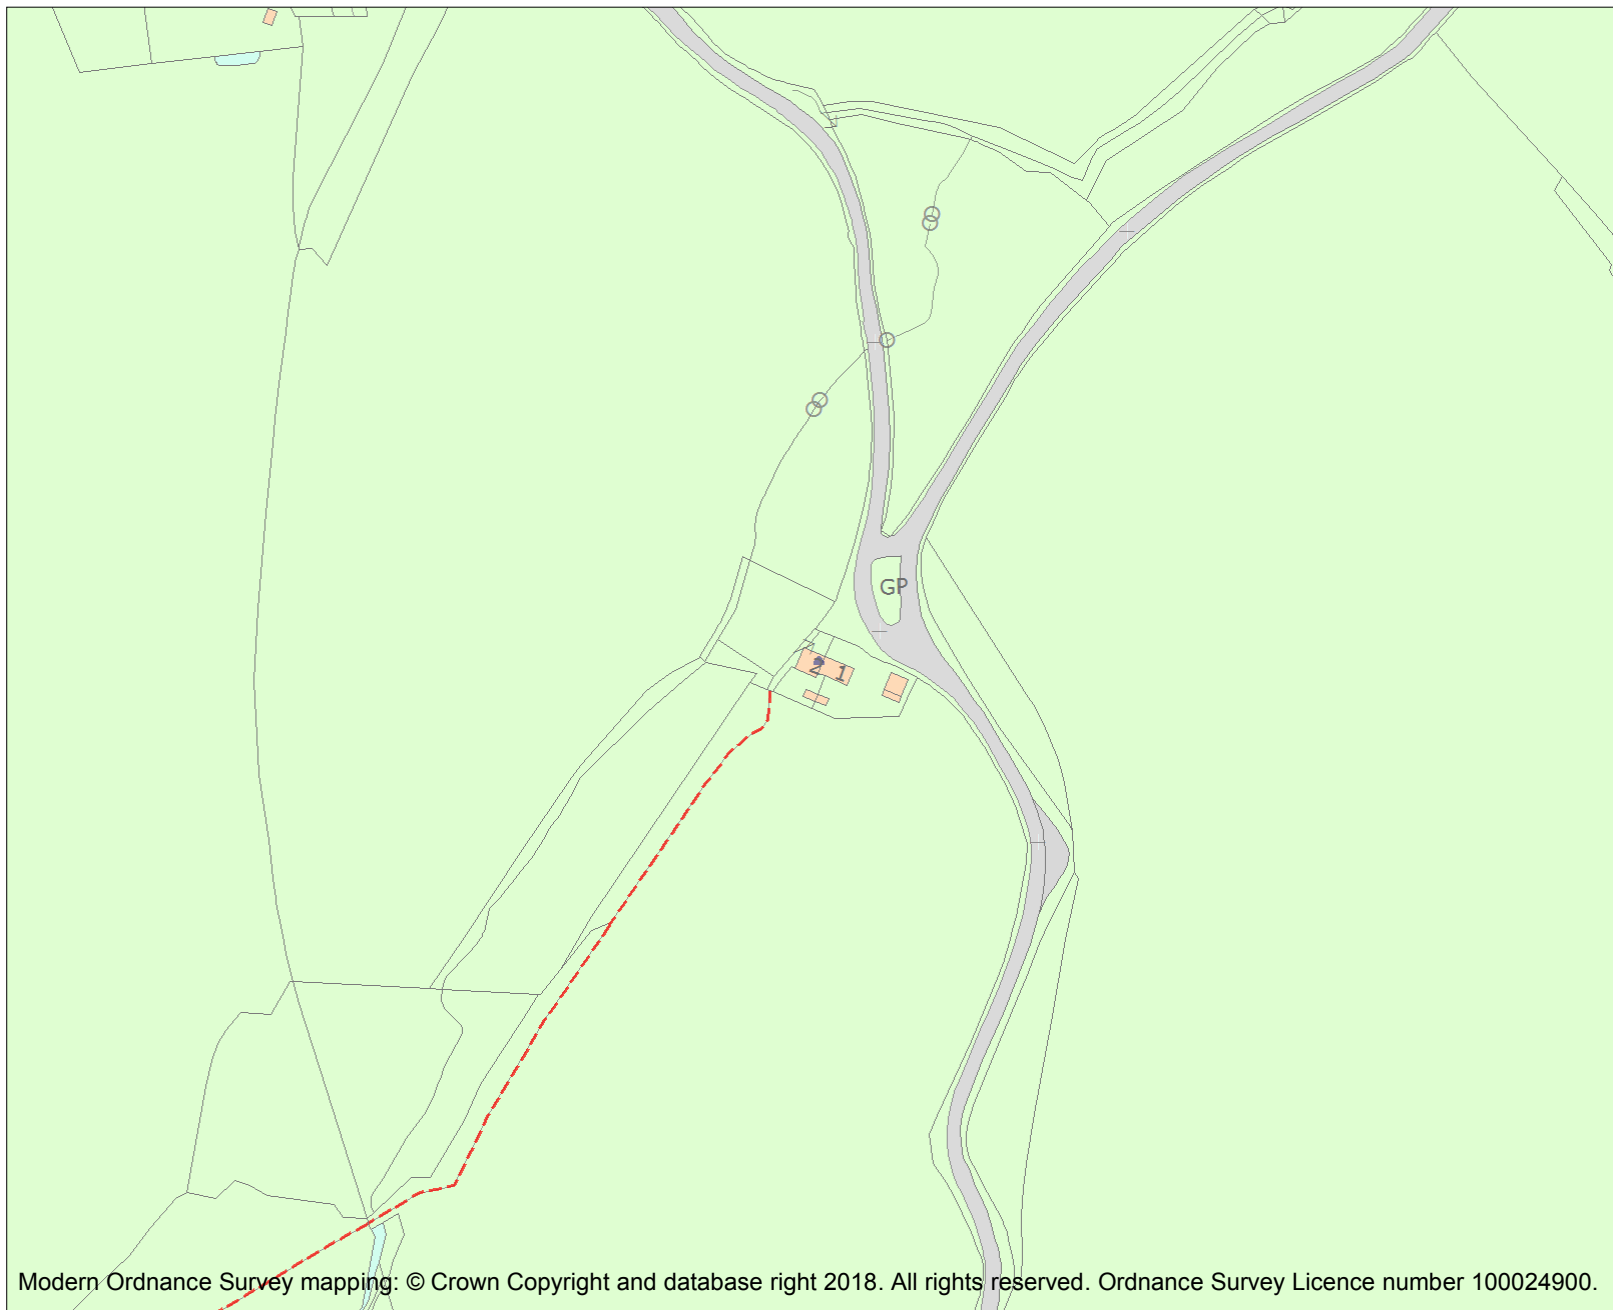 GP
2 1
Modern Ordnance Survey mapping: © Crown Copyright and database right 2018. All rights reserved. Ordnance Survey Licence number 100024900.